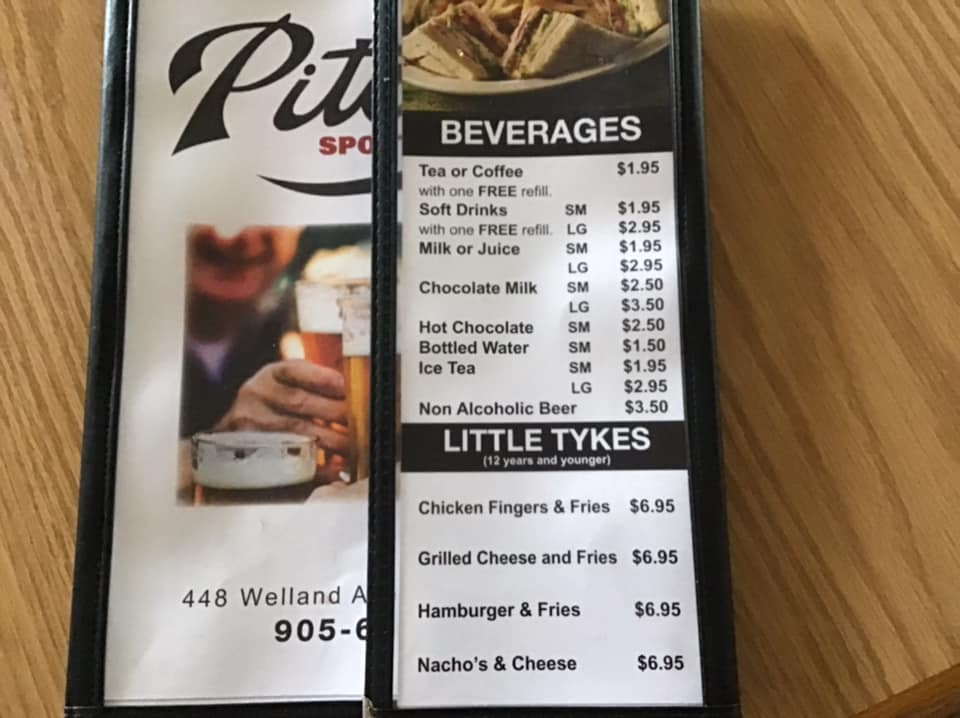 Pit
SPO
448 Welland A
905-6
BEVERAGES
Tea or Coffee $1.95
with one FREE refill.
Soft Drinks SM $1.95
with one FREE refill. LG $2.95
Milk or Juice SM $1.95
LG $2.95
Chocolate Milk SM $2.50
LG $3.50
Hot Chocolate SM $2.50
Bottled Water SM $1.50
Ice Tea SM $1.95
LG $2.95
Non Alcoholic Beer $3.50
LITTLE TYKES
(12 years and younger)
Chicken Fingers & Fries $6.95
Grilled Cheese and Fries $6.95
Hamburger & Fries $6.95
Nacho's & Cheese $6.95